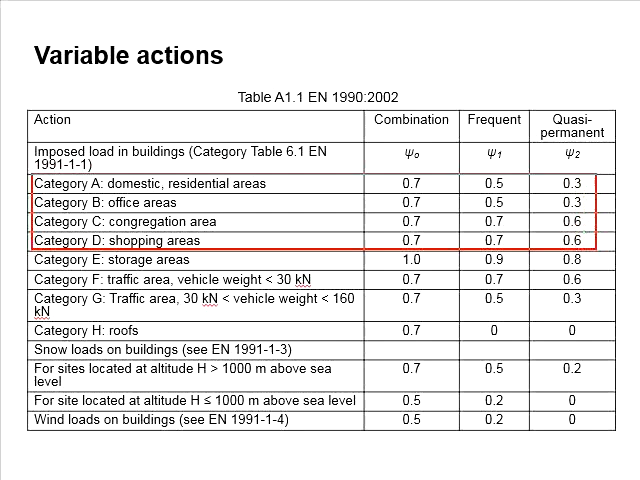 Variable actions
Table A1.1 EN 1990:2002
Action Combination Frequent Quasi-
permanent
Imposed load in buildings (Category Table 6.1 EN
1991-1-1) ψ₀ ψ₁ ψ₂
Category A: domestic, residential areas 0.7 0.5 0.3
Category B: office areas 0.7 0.5 0.3
Category C: congregation area 0.7 0.7 0.6
Category D: shopping areas 0.7 0.7 0.6
Category E: storage areas 1.0 0.9 0.8
Category F: traffic area, vehicle weight < 30 kN 0.7 0.7 0.6
Category G: Traffic area, 30 kN < vehicle weight < 160
kN 0.7 0.5 0.3
Category H: roofs 0.7 0 0
Snow loads on buildings (see EN 1991-1-3)
For sites located at altitude H > 1000 m above sea
level 0.7 0.5 0.2
For site located at altitude H ≤ 1000 m above sea level 0.5 0.2 0
Wind loads on buildings (see EN 1991-1-4) 0.5 0.2 0